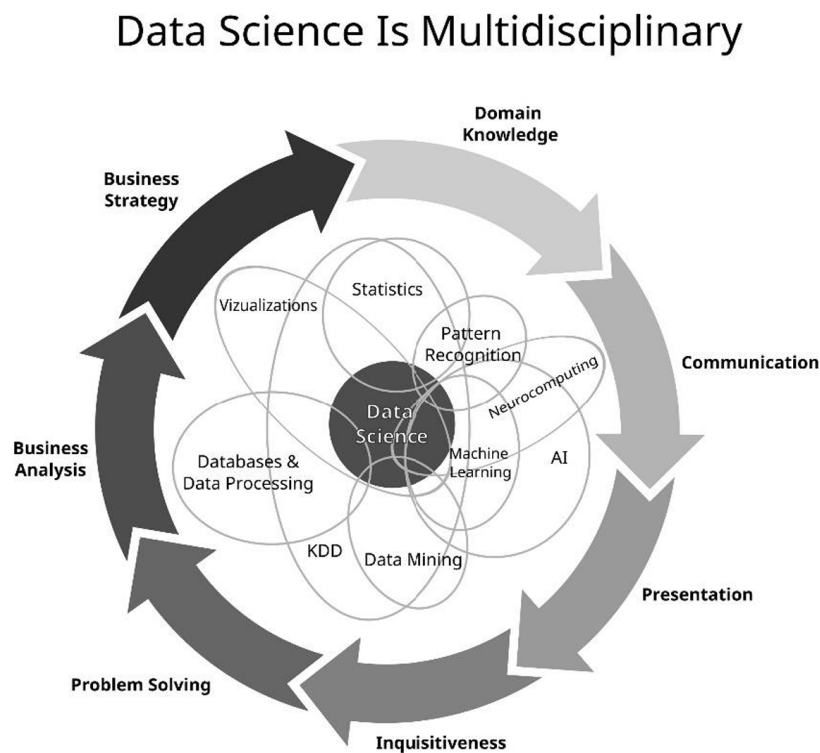 Data Science Is Multidisciplinary
Domain
Knowledge
Business
Strategy
Statistics
Vizualizations
Pattern
Recognition
Communication
Neurocomputing
Data
Science
Business
Analysis
Databases &
Data Processing
Machine
Learning
AI
KDD
Data Mining
Presentation
Problem Solving
Inquisitiveness